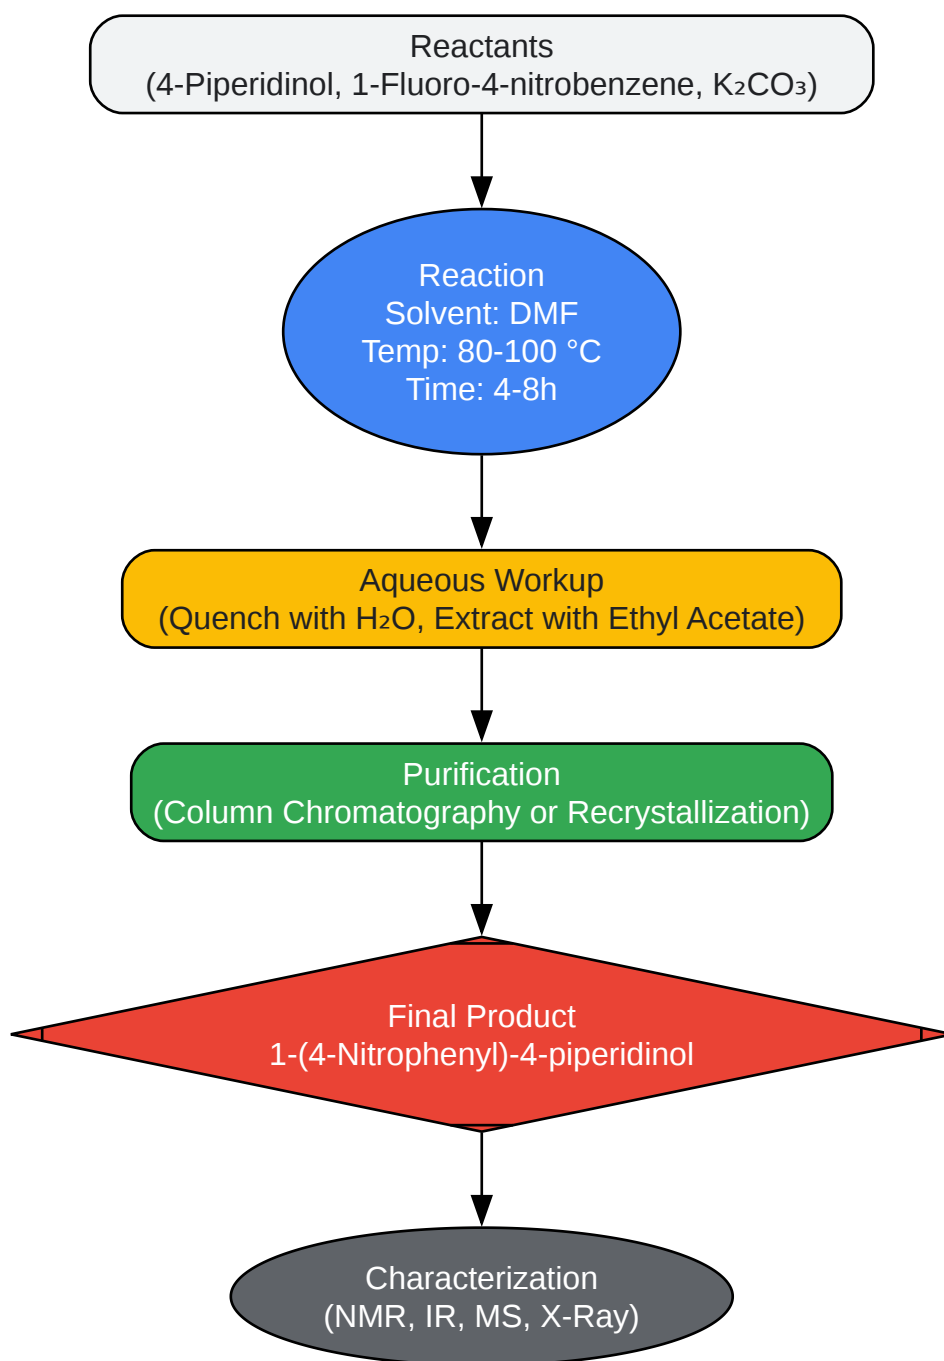 Reactants
(4-Piperidinol, 1-Fluoro-4-nitrobenzene, K₂CO₃)
Reaction
Solvent: DMF
Temp: 80-100 °C
Time: 4-8h
Aqueous Workup
(Quench with H₂O, Extract with Ethyl Acetate)
Purification
(Column Chromatography or Recrystallization)
Final Product
1-(4-Nitrophenyl)-4-piperidinol
Characterization
(NMR, IR, MS, X-Ray)